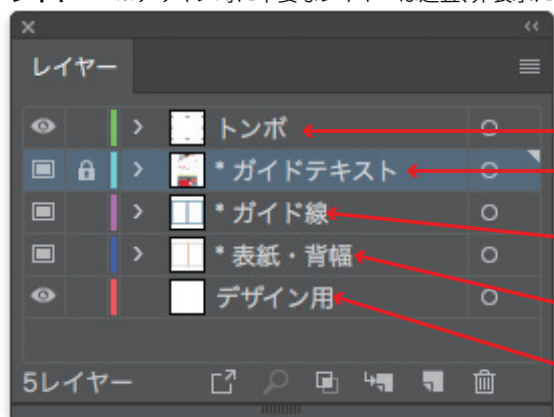 レイヤー
トンボ
* ガイドテキスト
* ガイド線
* 表紙・背幅
デザイン用
5レイヤー